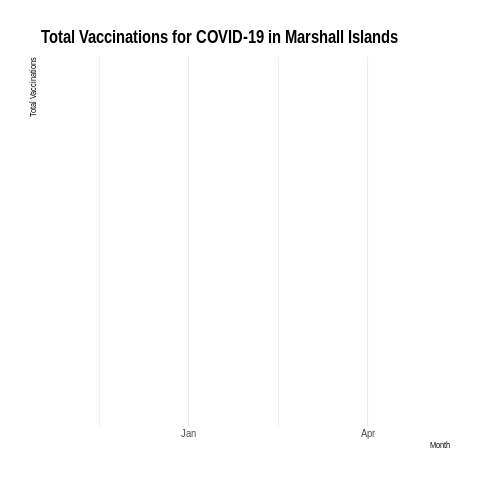 Total Vaccinations for COVID-19 in Marshall Islands
Total Vaccinations
Jan
Apr
Month